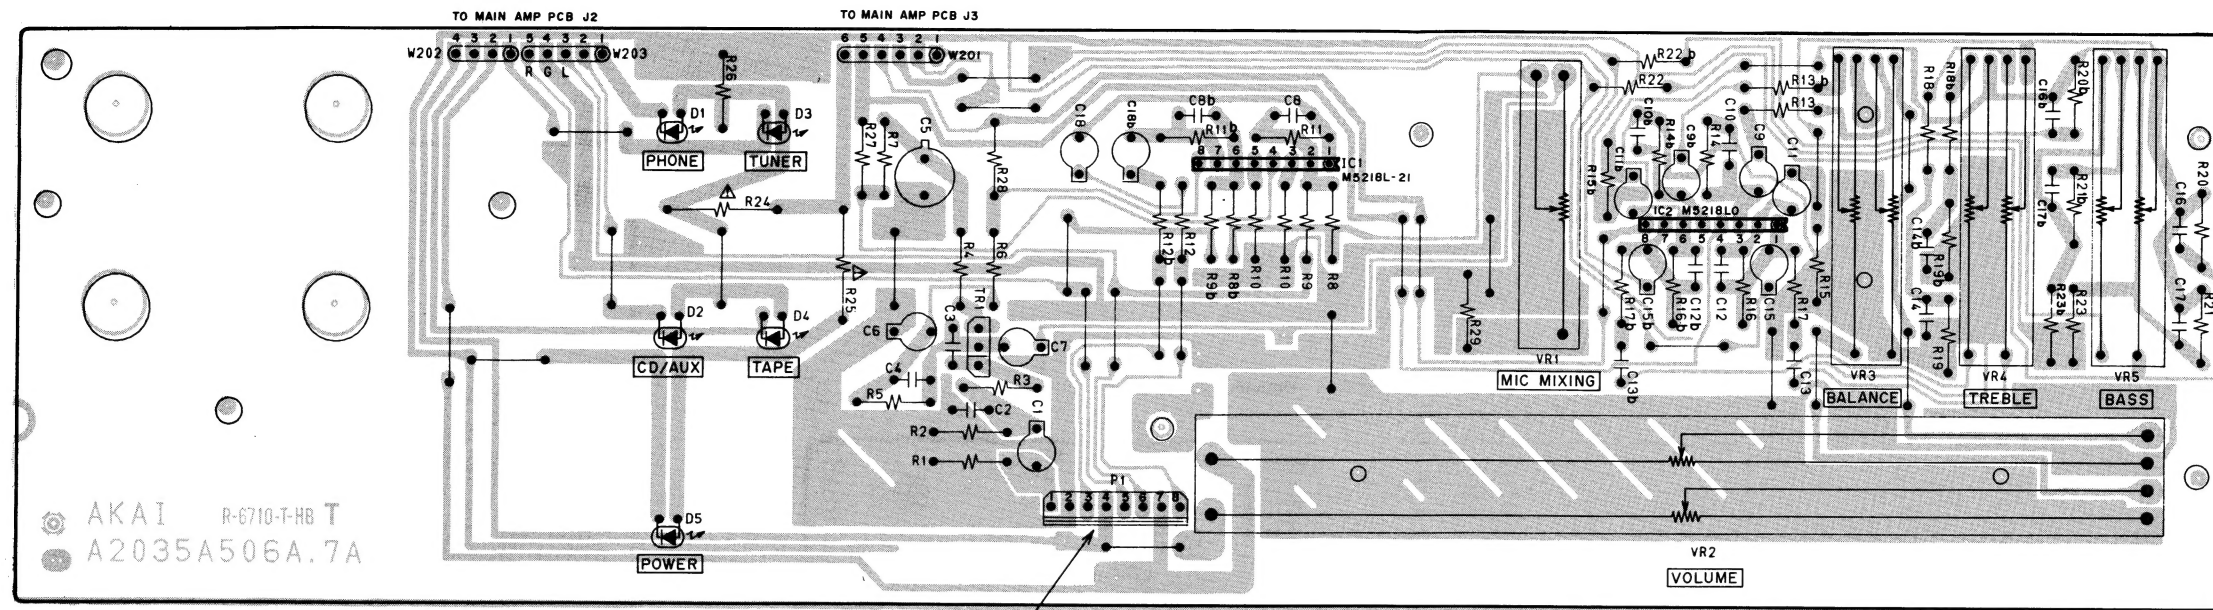 TO MAIN AMP PCB J2
TO MAIN AMP PCB J3
W202 4 3 2 1 5 4 3 2 1 W203
R G L
6 5 4 3 2 1 W201
R26
D1
D3
PHONE
TUNER
R24
R27
R7
C5
R28
C18
C18b
C8b
C8
R11b
R11
8 7 6 5 4 3 2 1 IC1
M5218L-21
R25
R4
R6
R12b
R12
R9b
R8b
R10
R10
R9
R8
D2
D4
CD/AUX
TAPE
C6
C3
TR1
C7
C4
R5
R3
C2
C1
R2
R1
R29
VR1
MIC MIXING
R22b
R22
R13b
R13
C10b
R14b
C9b
R14
C10
C9
C11
R15b
C11b
IC2 M5218L0
8 7 6 5 4 3 2 1
R17b
C15b
R16b
C12b
C12
R16
C15
R17
R15
C13b
C13
VR3
BALANCE
R18
R18b
C14b
R19b
C14
R19
VR4
TREBLE
C16b
R20b
C17b
R21b
R23b
R23
VR5
BASS
R20
C16
C17
R21
P1
1 2 3 4 5 6 7 8
D5
POWER
VR2
VOLUME
AKAI R-6710-T-HB T
A2035A506A.7A